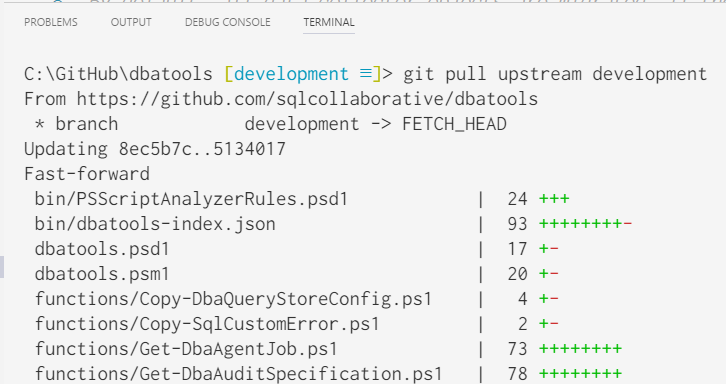 PROBLEMS OUTPUT DEBUG CONSOLE TERMINAL
C:\GitHub\dbatools [development ≡]> git pull upstream development
From https://github.com/sqlcollaborative/dbatools
 * branch            development -> FETCH_HEAD
Updating 8ec5b7c..5134017
Fast-forward
 bin/PSScriptAnalyzerRules.psd1            |  24 +++
 bin/dbatools-index.json                   |  93 ++++++++-
 dbatools.psd1                             |  17 +-
 dbatools.psm1                             |  20 +-
 functions/Copy-DbaQueryStoreConfig.ps1    |   4 +-
 functions/Copy-SqlCustomError.ps1         |   2 +-
 functions/Get-DbaAgentJob.ps1             |  73 ++++++++
 functions/Get-DbaAuditSpecification.ps1   |  78 ++++++++